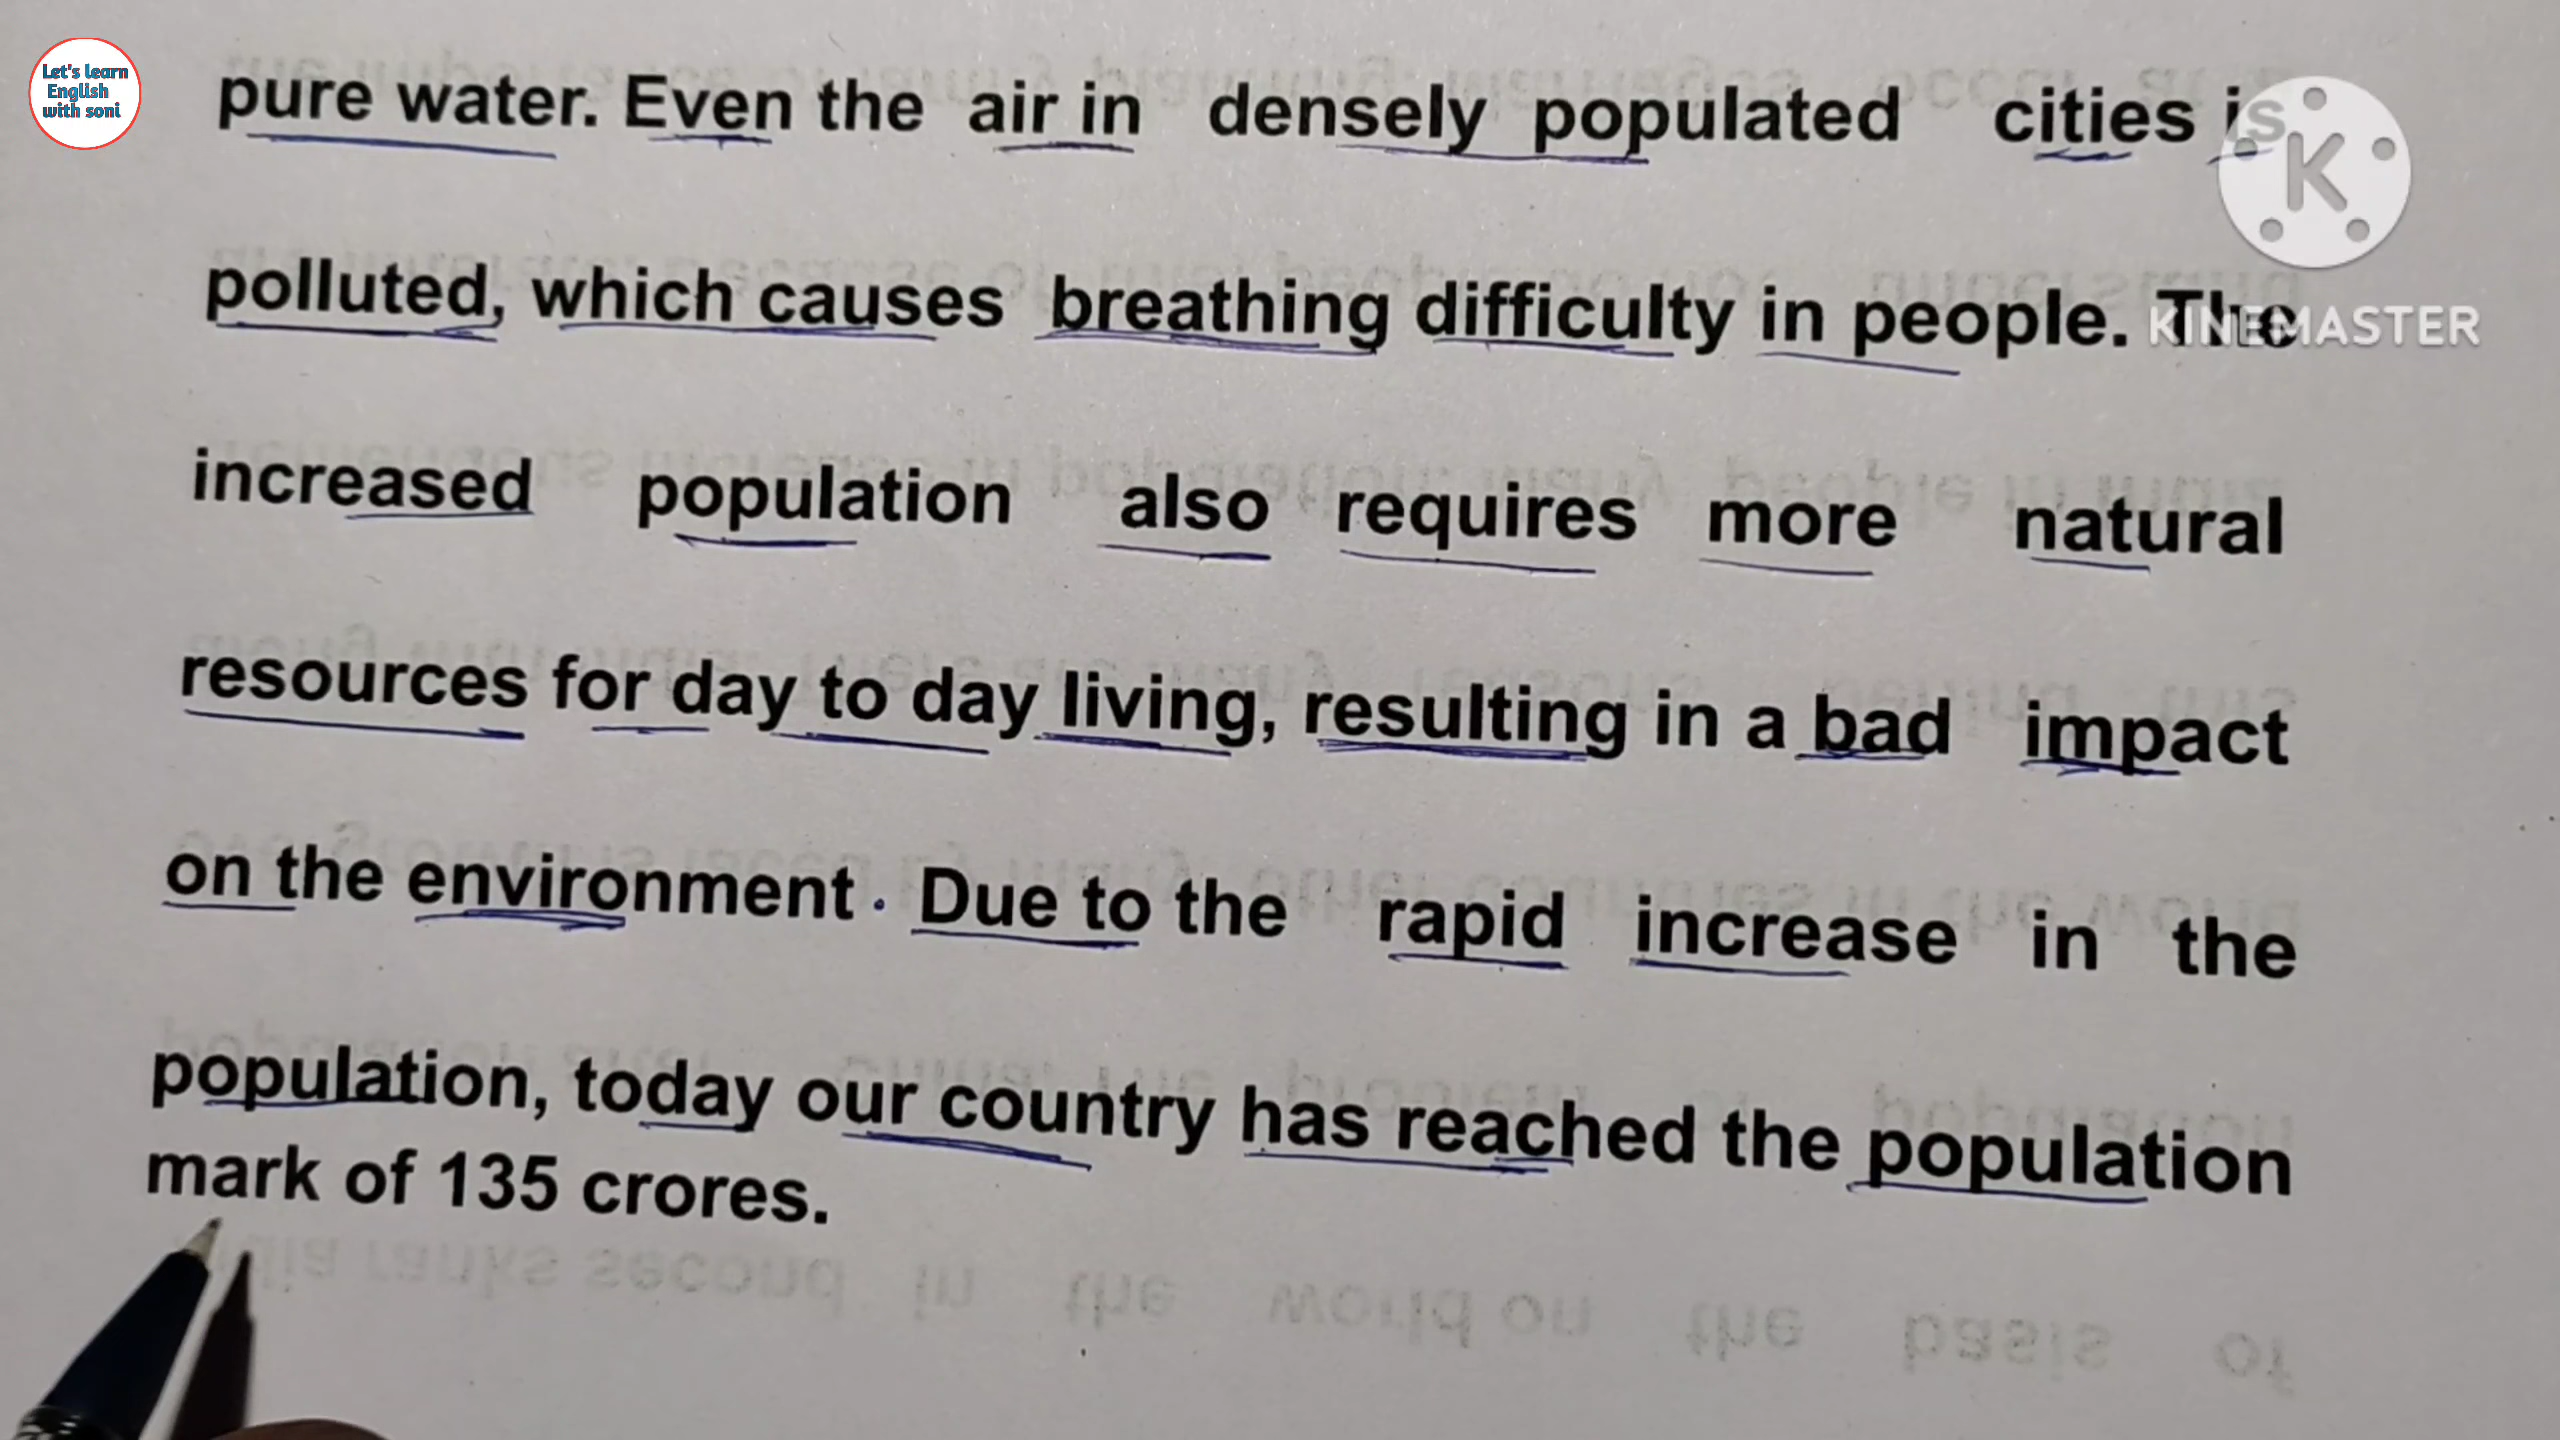 Let's learn
English
with soni
pure water. Even the air in densely populated cities is
polluted, which causes breathing difficulty in people. The
KINEMASTER
increased population also requires more natural
resources for day to day living, resulting in a bad impact
on the environment. Due to the rapid increase in the
population, today our country has reached the population
mark of 135 crores.